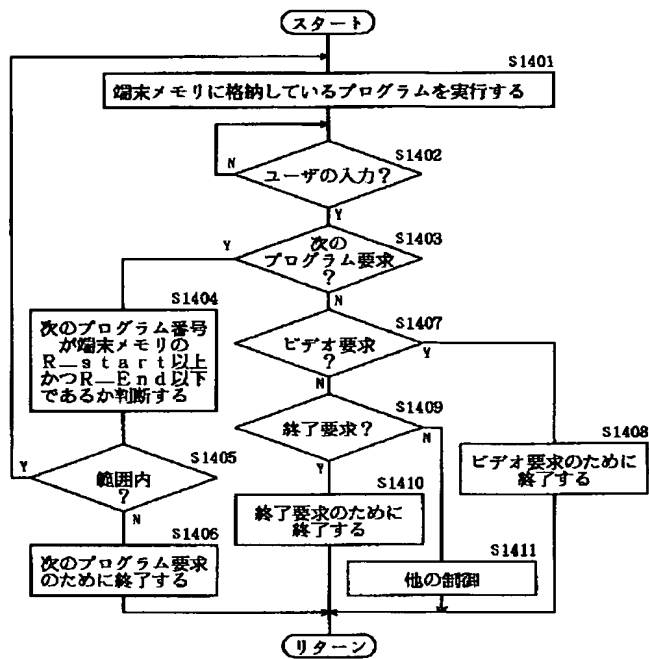 スタート
S1401
端末メモリに格納しているプログラムを実行する
S1402
ユーザの入力?
N
Y
S1403
次の
プログラム要求
?
Y
N
S1404
次のプログラム番号
が端末メモリの
R_start以上
かつR_End以下
であるか判断する
S1407
ビデオ要求
?
Y
N
S1409
終了要求?
N
Y
S1405
範囲内
?
Y
N
S1408
ビデオ要求のために
終了する
S1410
終了要求のために
終了する
S1406
次のプログラム要求
のために終了する
S1411
他の制御
リターン